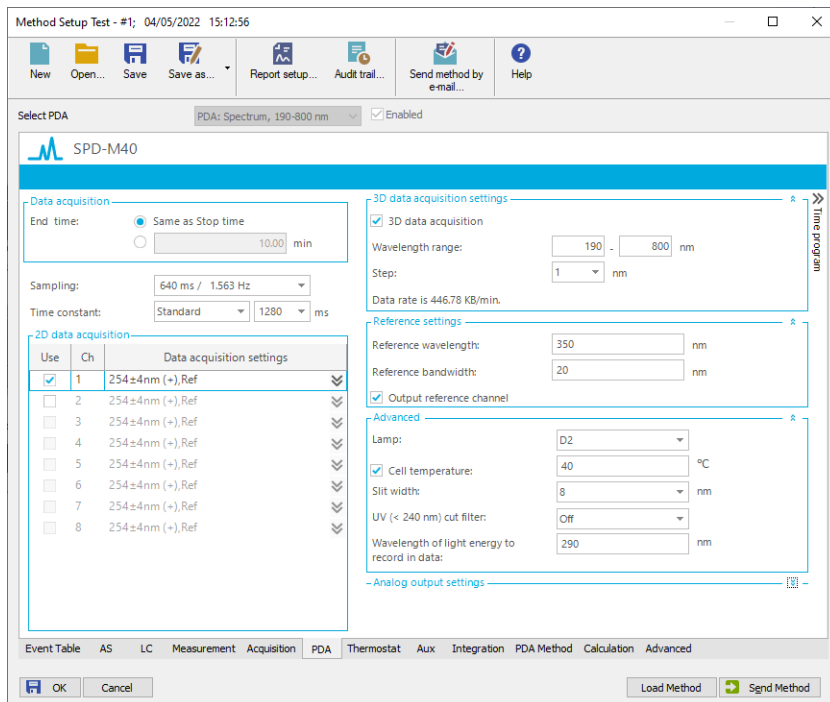 Method Setup Test - #1; 04/05/2022 15:12:56
New Open... Save Save as... Report setup... Audit trail... Send method by e-mail... Help
Select PDA PDA: Spectrum, 190-800 nm Enabled
SPD-M40
Data acquisition
End time: Same as Stop time
10.00 min
Sampling: 640 ms / 1.563 Hz
Time constant: Standard 1280 ms
2D data acquisition
Use Ch Data acquisition settings
1 254±4nm (+),Ref
2 254±4nm (+),Ref
3 254±4nm (+),Ref
4 254±4nm (+),Ref
5 254±4nm (+),Ref
6 254±4nm (+),Ref
7 254±4nm (+),Ref
8 254±4nm (+),Ref
3D data acquisition settings
3D data acquisition
Wavelength range: 190 - 800 nm
Step: 1 nm
Data rate is 446.78 KB/min.
Reference settings
Reference wavelength: 350 nm
Reference bandwidth: 20 nm
Output reference channel
Advanced
Lamp: D2
Cell temperature: 40 ºC
Slit width: 8 nm
UV (< 240 nm) cut filter: Off
Wavelength of light energy to
record in data: 290 nm
Analog output settings
Time program
Event Table AS LC Measurement Acquisition PDA Thermostat Aux Integration PDA Method Calculation Advanced
OK Cancel Load Method Send Method